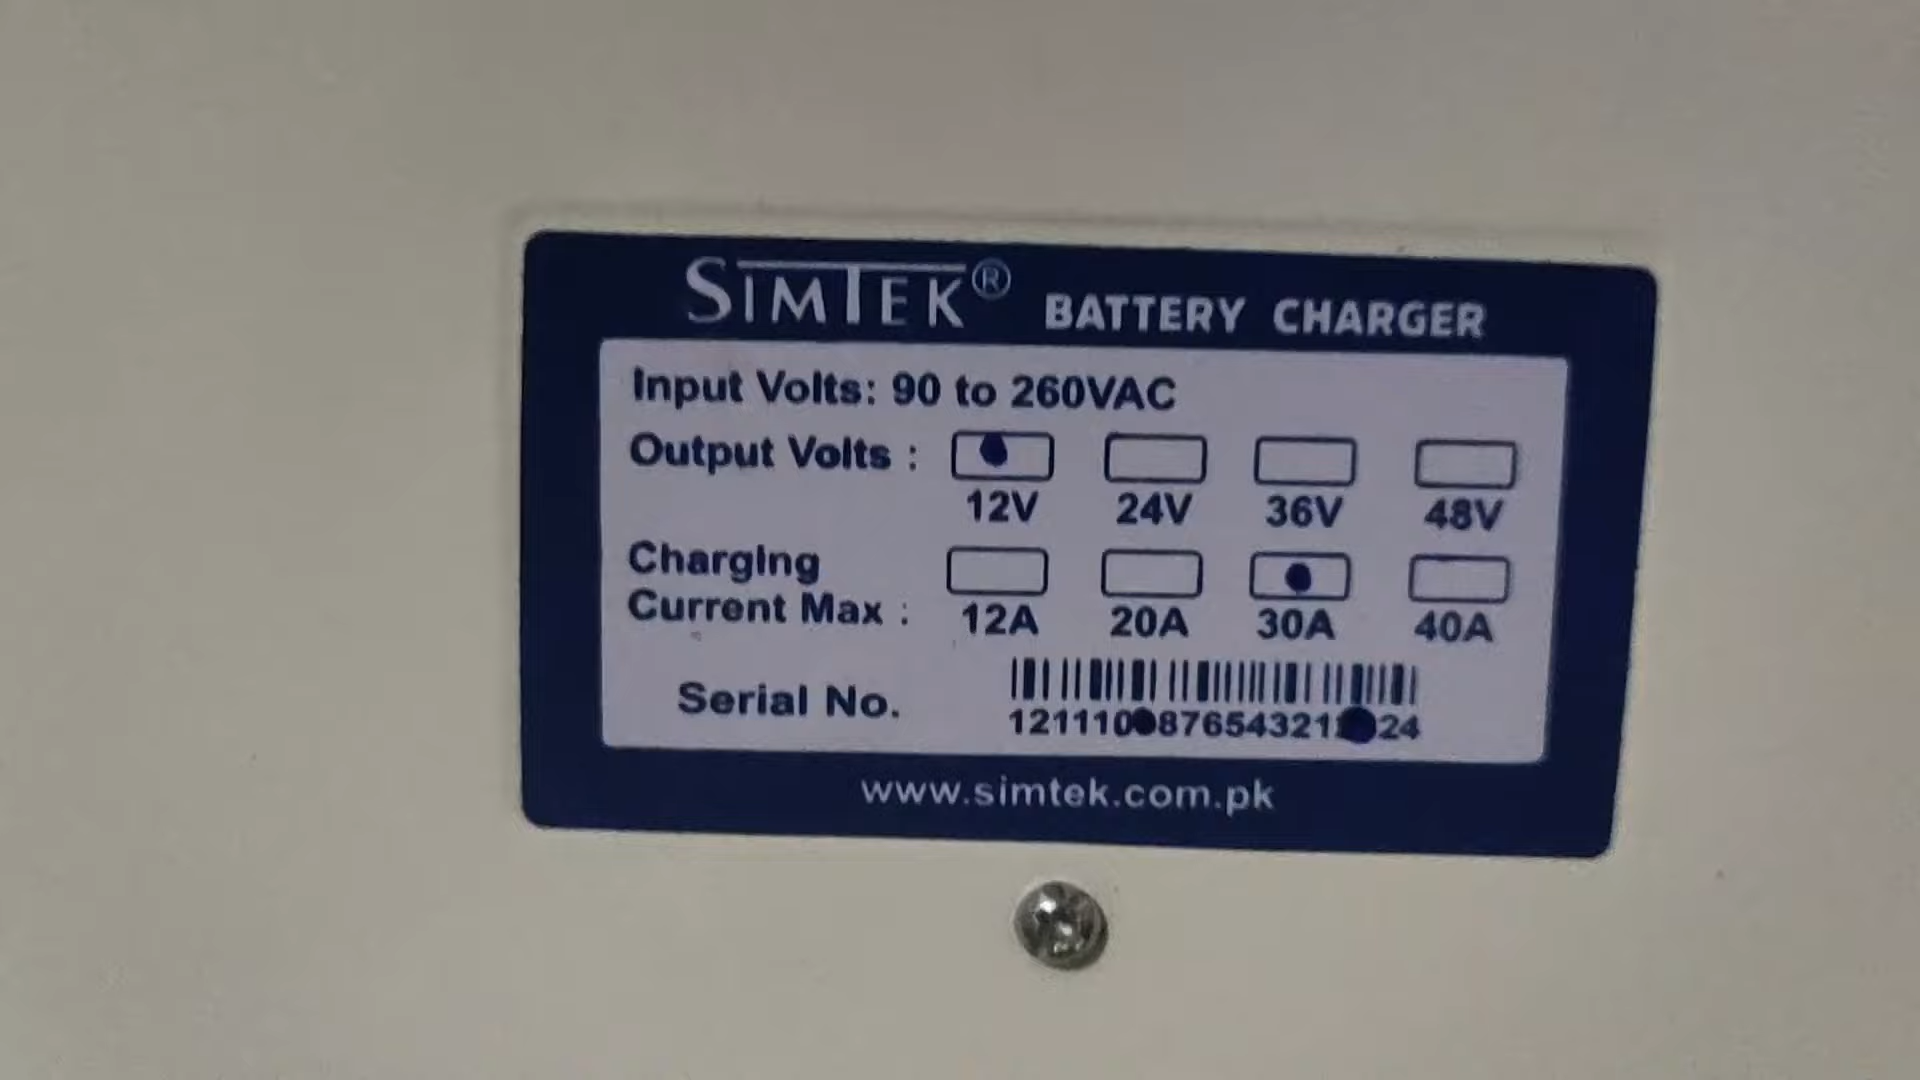 SIMTEK® BATTERY CHARGER
Input Volts: 90 to 260VAC
Output Volts :
12V 24V 36V 48V
Charging
Current Max :
12A 20A 30A 40A
Serial No.
www.simtek.com.pk